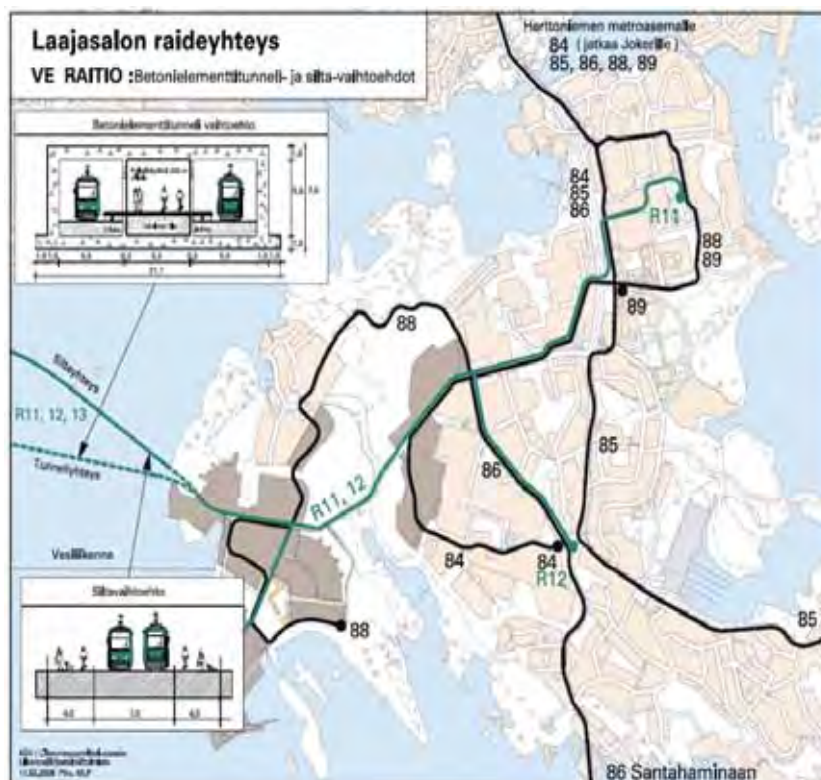 Laajasalon raideyhteys
VE RAITIO :Betonielementtitunneli- ja silta-vaihtoehdot
Herttoniemen metroasemalle
84 ( jatkaa Jokerille )
85, 86, 88, 89
Betonielementtitunneli vaihtoehto
84
85
86
R11
88
89
89
88
Siltayhteys
R11, 12, 13
Tunneliyhteys
R11, 12
86
85
84
84
R12
Vesiliikenne
Siltavaihtoehto
88
85
86 Santahaminaan